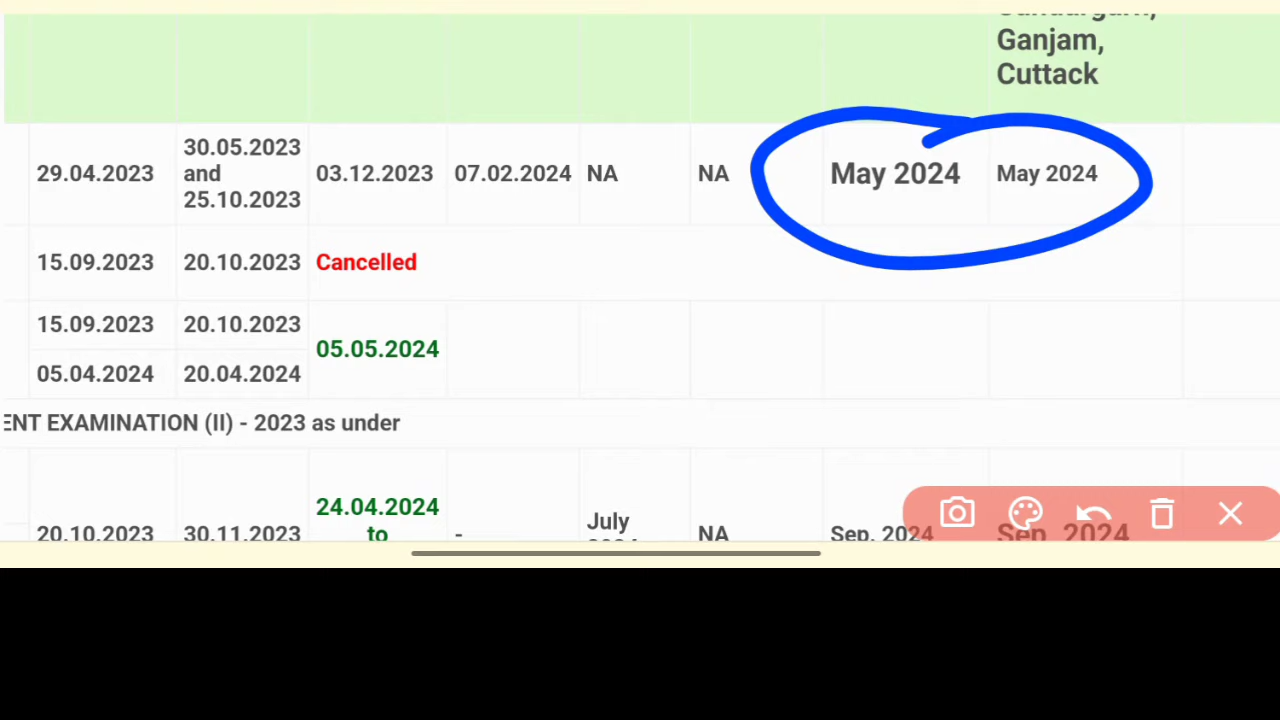 Ganjam,
Cuttack
29.04.2023
30.05.2023
and
25.10.2023
03.12.2023
07.02.2024
NA
NA
May 2024
May 2024
15.09.2023
20.10.2023
Cancelled
15.09.2023
20.10.2023
05.05.2024
05.04.2024
20.04.2024
ENT EXAMINATION (II) - 2023 as under
20.10.2023
30.11.2023
24.04.2024
to
-
July
NA
Sep. 2024
Sep. 2024